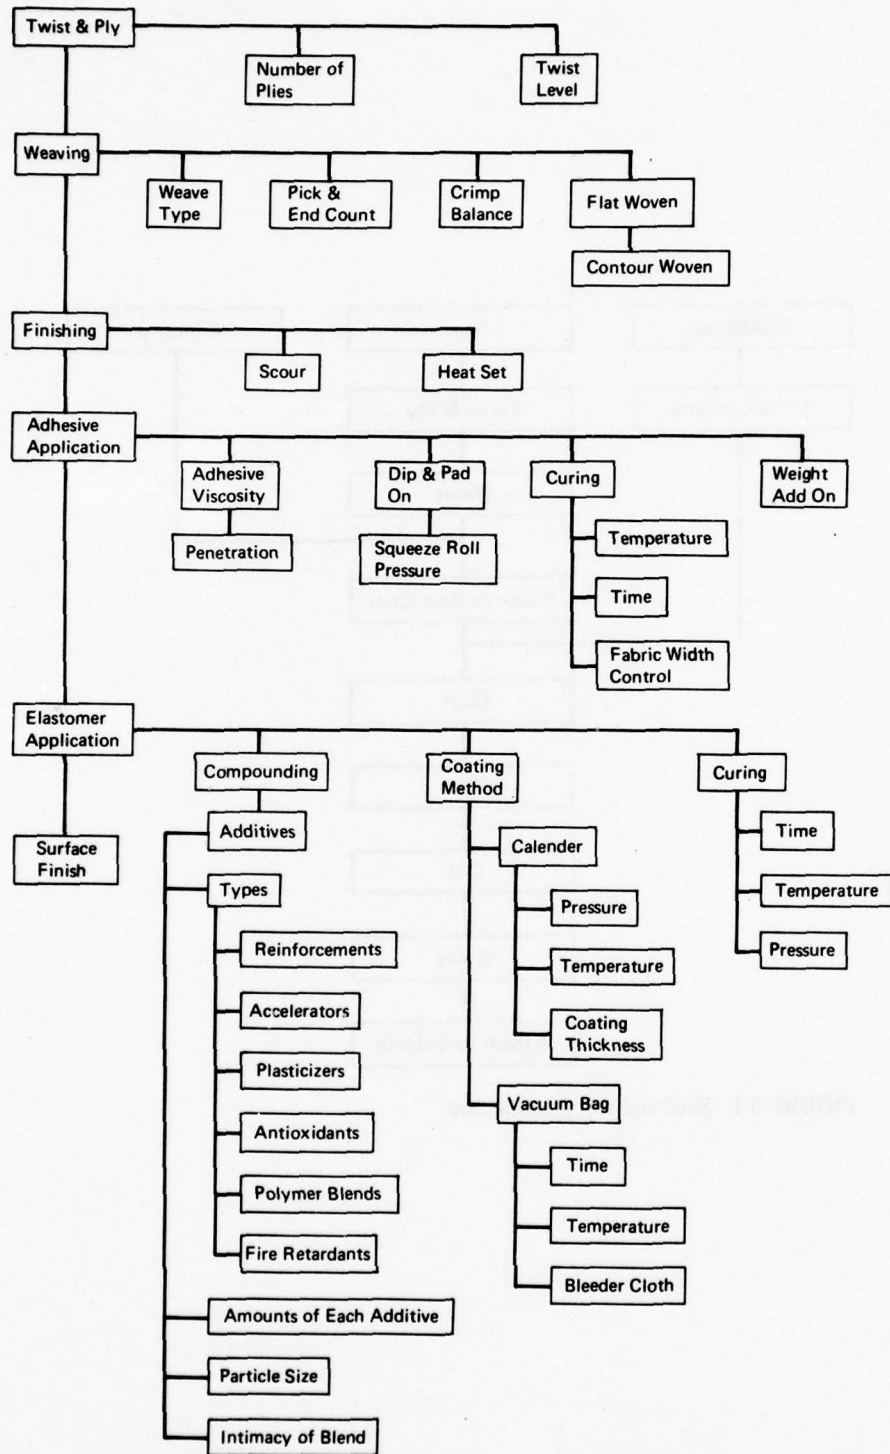 Twist & Ply
Number of
Plies
Twist
Level
Weaving
Weave
Type
Pick &
End Count
Crimp
Balance
Flat Woven
Contour Woven
Finishing
Scour
Heat Set
Adhesive
Application
Adhesive
Viscosity
Dip & Pad
On
Curing
Weight
Add On
Penetration
Squeeze Roll
Pressure
Temperature
Time
Fabric Width
Control
Elastomer
Application
Compounding
Coating
Method
Curing
Surface
Finish
Additives
Types
Reinforcements
Accelerators
Plasticizers
Antioxidants
Polymer Blends
Fire Retardants
Amounts of Each Additive
Particle Size
Intimacy of Blend
Calender
Pressure
Temperature
Coating
Thickness
Vacuum Bag
Time
Temperature
Bleeder Cloth
Time
Temperature
Pressure